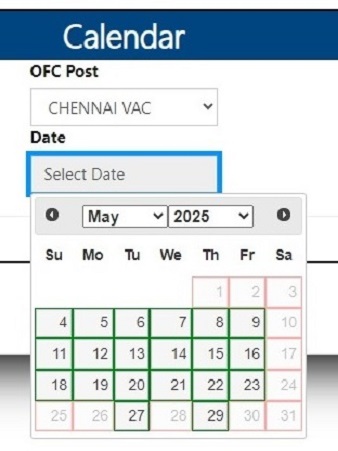 Calendar
OFC Post
CHENNAI VAC
Date
Select Date
May 2025
Su Mo Tu We Th Fr Sa
1 2 3
4 5 6 7 8 9 10
11 12 13 14 15 16 17
18 19 20 21 22 23 24
25 26 27 28 29 30 31